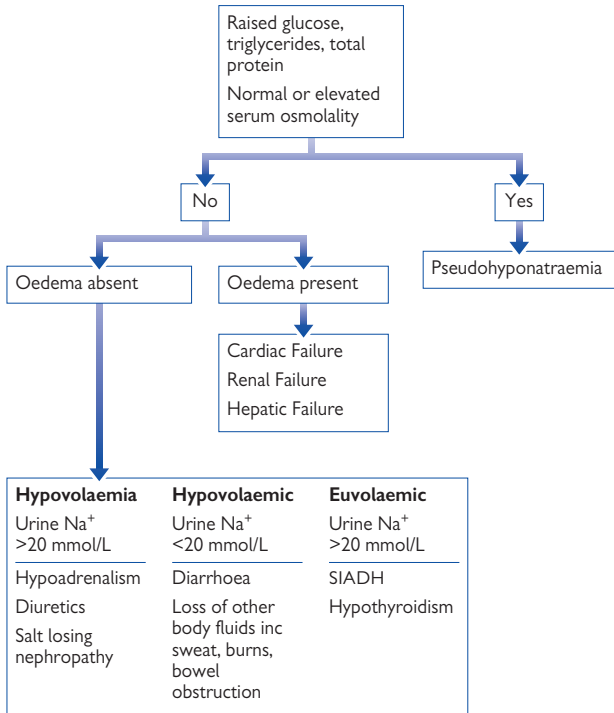 Raised glucose,
triglycerides, total
protein
Normal or elevated
serum osmolality
No
Yes
Oedema absent
Oedema present
Pseudohyponatraemia
Cardiac Failure
Renal Failure
Hepatic Failure
Hypovolaemia
Urine Na⁺
>20 mmol/L
Hypoadrenalism
Diuretics
Salt losing
nephropathy
Hypovolaemic
Urine Na⁺
<20 mmol/L
Diarrhoea
Loss of other
body fluids inc
sweat, burns,
bowel
obstruction
Euvolaemic
Urine Na⁺
>20 mmol/L
SIADH
Hypothyroidism